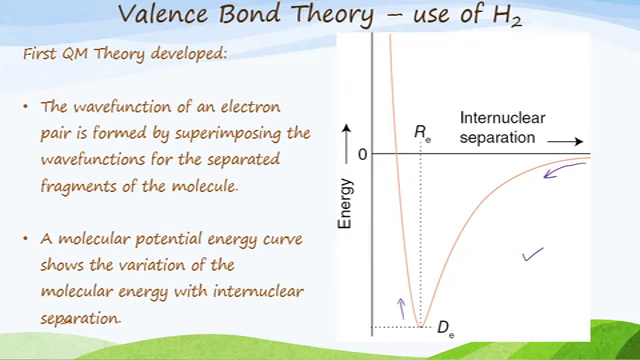 Valence Bond Theory – use of H₂
First QM Theory developed:
• The wavefunction of an electron
pair is formed by superimposing the
wavefunctions for the separated
fragments of the molecule.
• A molecular potential energy curve
shows the variation of the
molecular energy with internuclear
separation.
Internuclear
separation
Rₑ
0
Energy
Dₑ